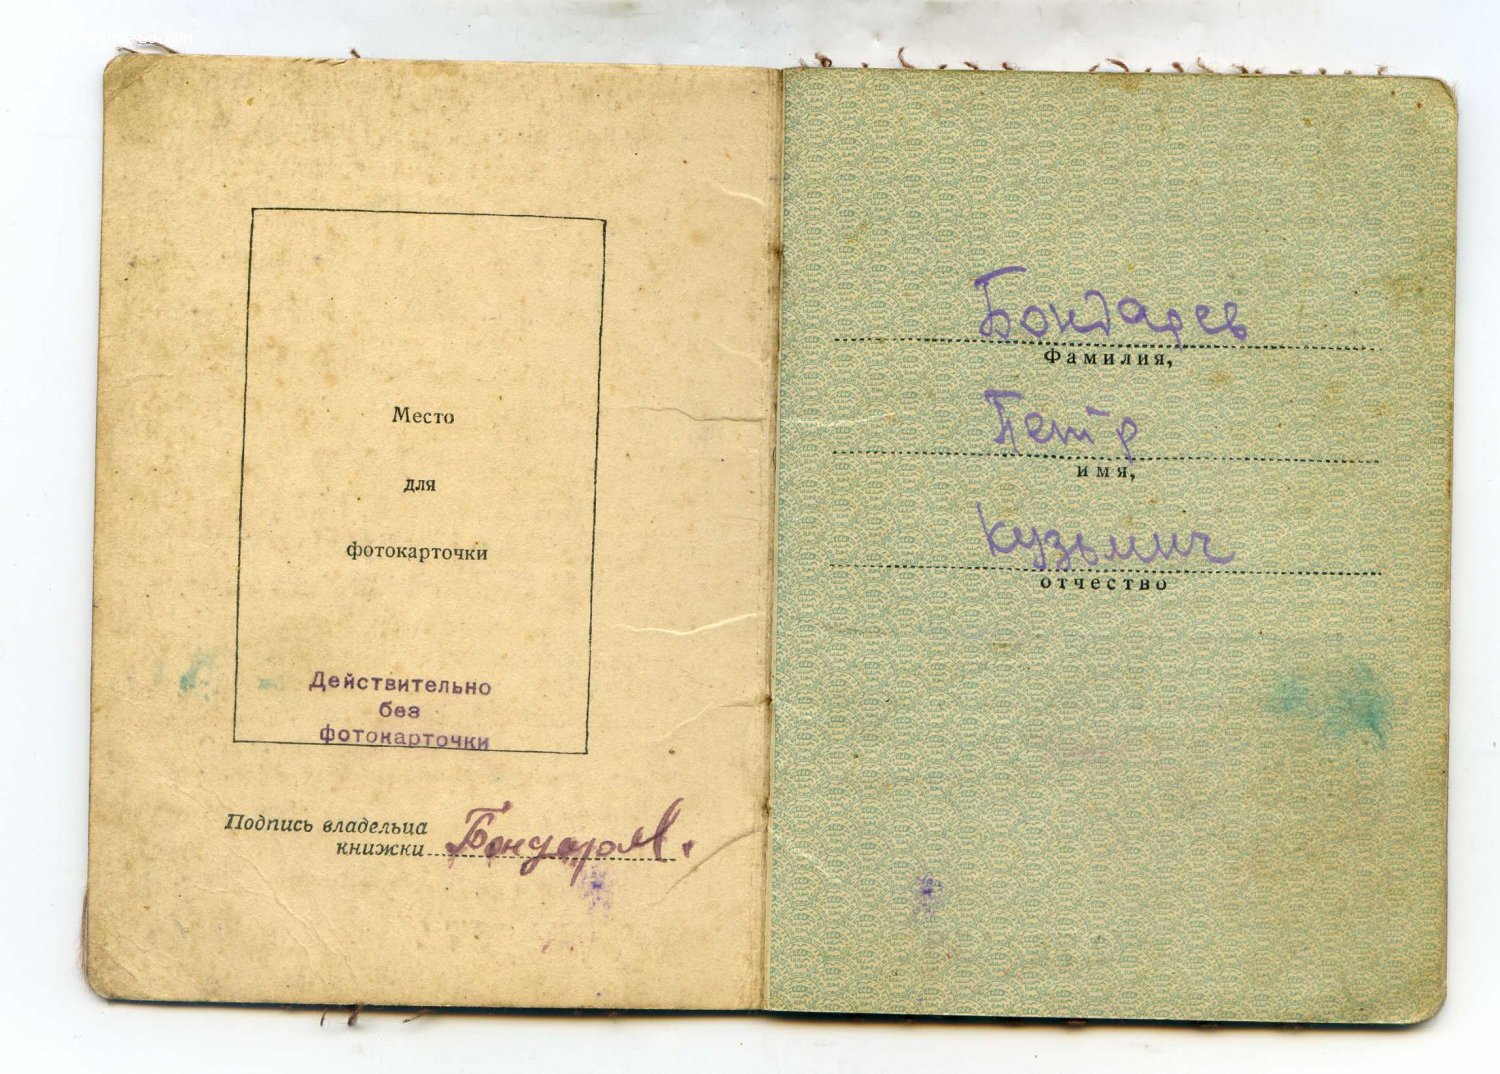 Место
для
фотокарточки
Действительно
без
фотокарточки
Подпись владельца
книжки
Бондарев
Фамилия,
Петр
имя,
Кузьмич
отчество